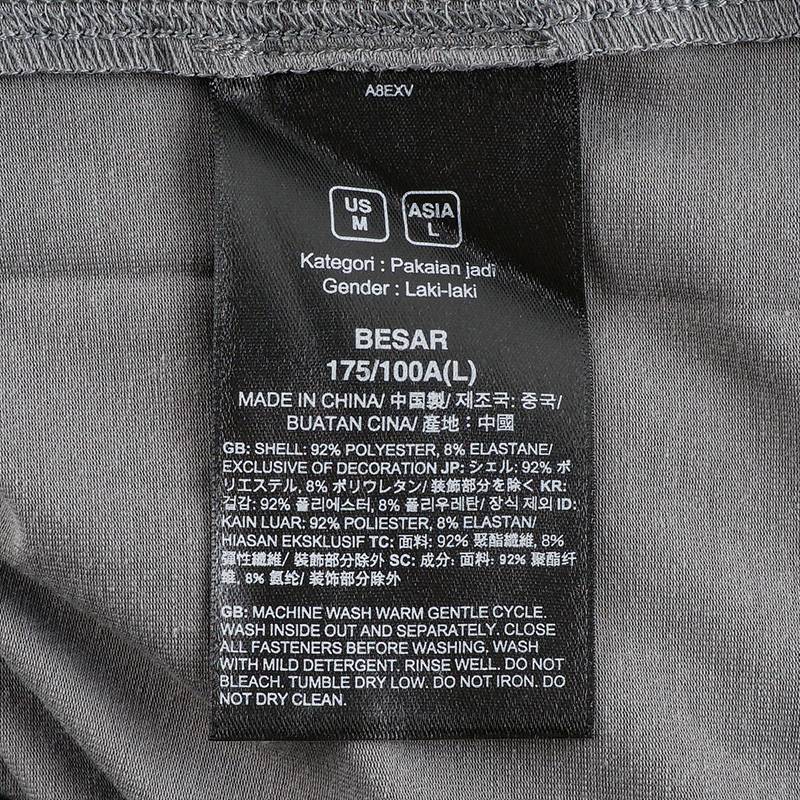 A8EXV
US
M
ASIA
L
Kategori : Pakaian jadi
Gender : Laki-laki
BESAR
175/100A(L)
MADE IN CHINA/ 中国製/ 제조국: 중국/
BUATAN CINA/ 產地：中國
GB: SHELL: 92% POLYESTER, 8% ELASTANE/
EXCLUSIVE OF DECORATION JP: シェル: 92% ポ
リエステル, 8% ポリウレタン/ 装飾部分を除く KR:
겉감: 92% 폴리에스터, 8% 폴리우레탄/ 장식 제외 ID:
KAIN LUAR: 92% POLIESTER, 8% ELASTAN/
HIASAN EKSKLUSIF TC: 面料: 92% 聚酯纖維, 8%
彈性纖維/ 裝飾部分除外 SC: 成分: 面料: 92% 聚酯纤
维, 8% 氨纶/ 装饰部分除外
GB: MACHINE WASH WARM GENTLE CYCLE.
WASH INSIDE OUT AND SEPARATELY. CLOSE
ALL FASTENERS BEFORE WASHING. WASH
WITH MILD DETERGENT. RINSE WELL. DO NOT
BLEACH. TUMBLE DRY LOW. DO NOT IRON. DO
NOT DRY CLEAN.